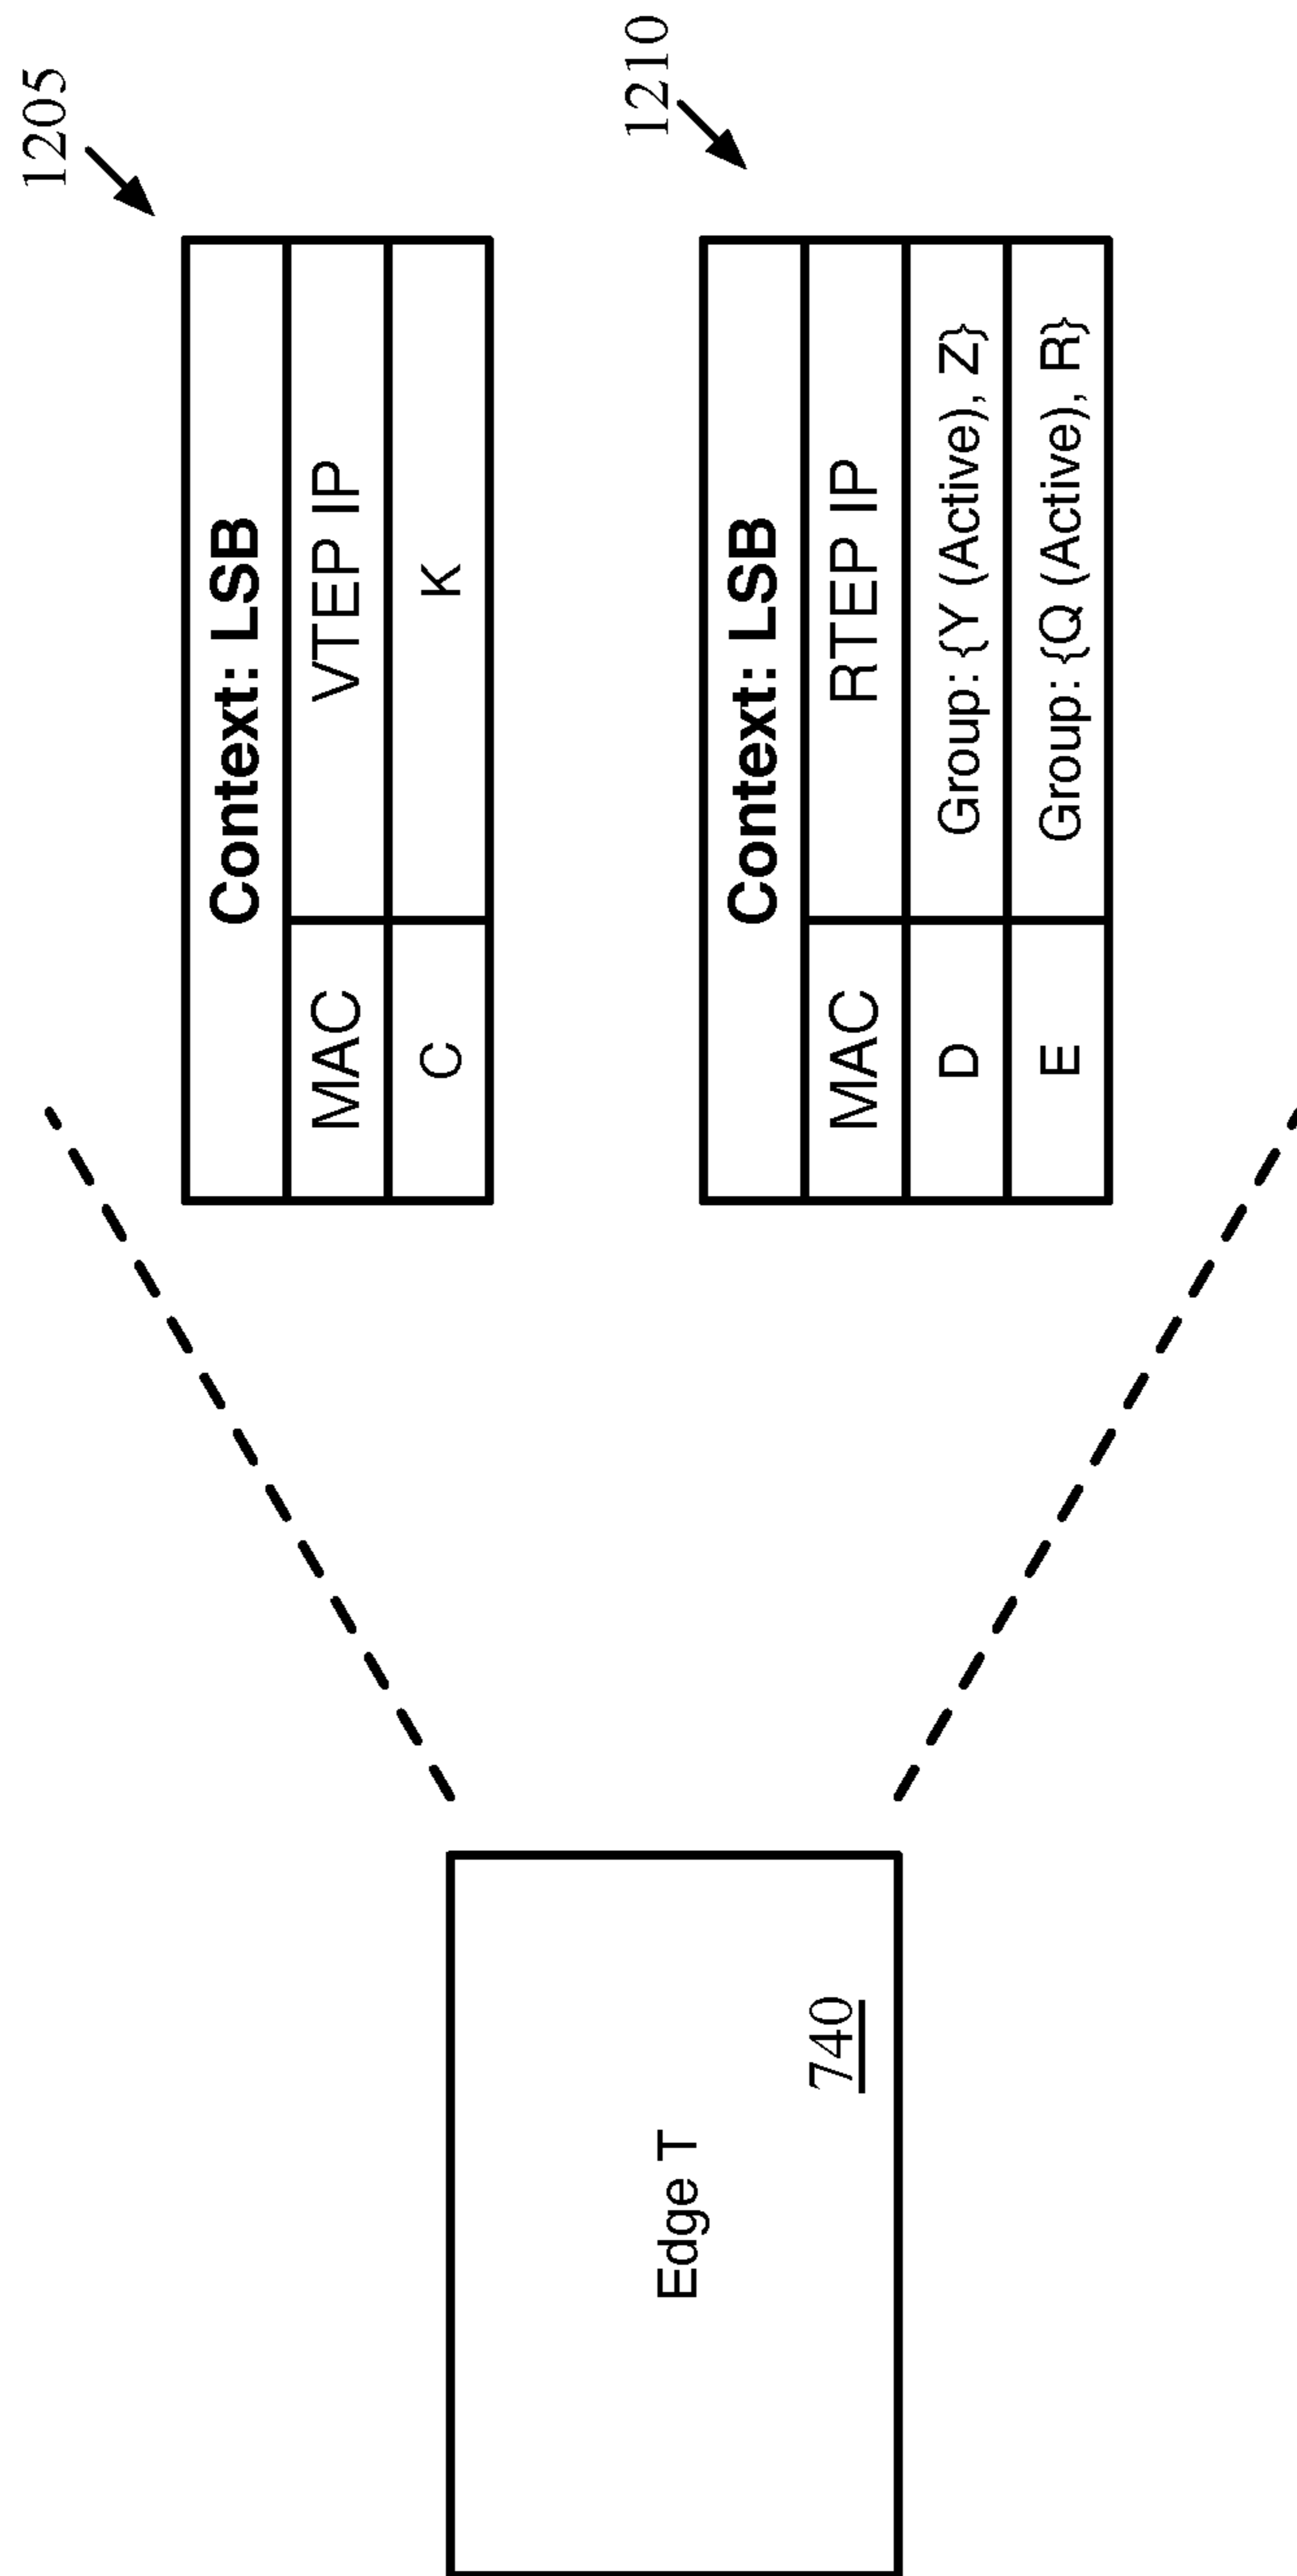 1205
Context: LSB
MAC VTEP IP
C K
1210
Context: LSB
MAC RTEP IP
D Group: {Y (Active), Z}
E Group: {Q (Active), R}
Edge T
740